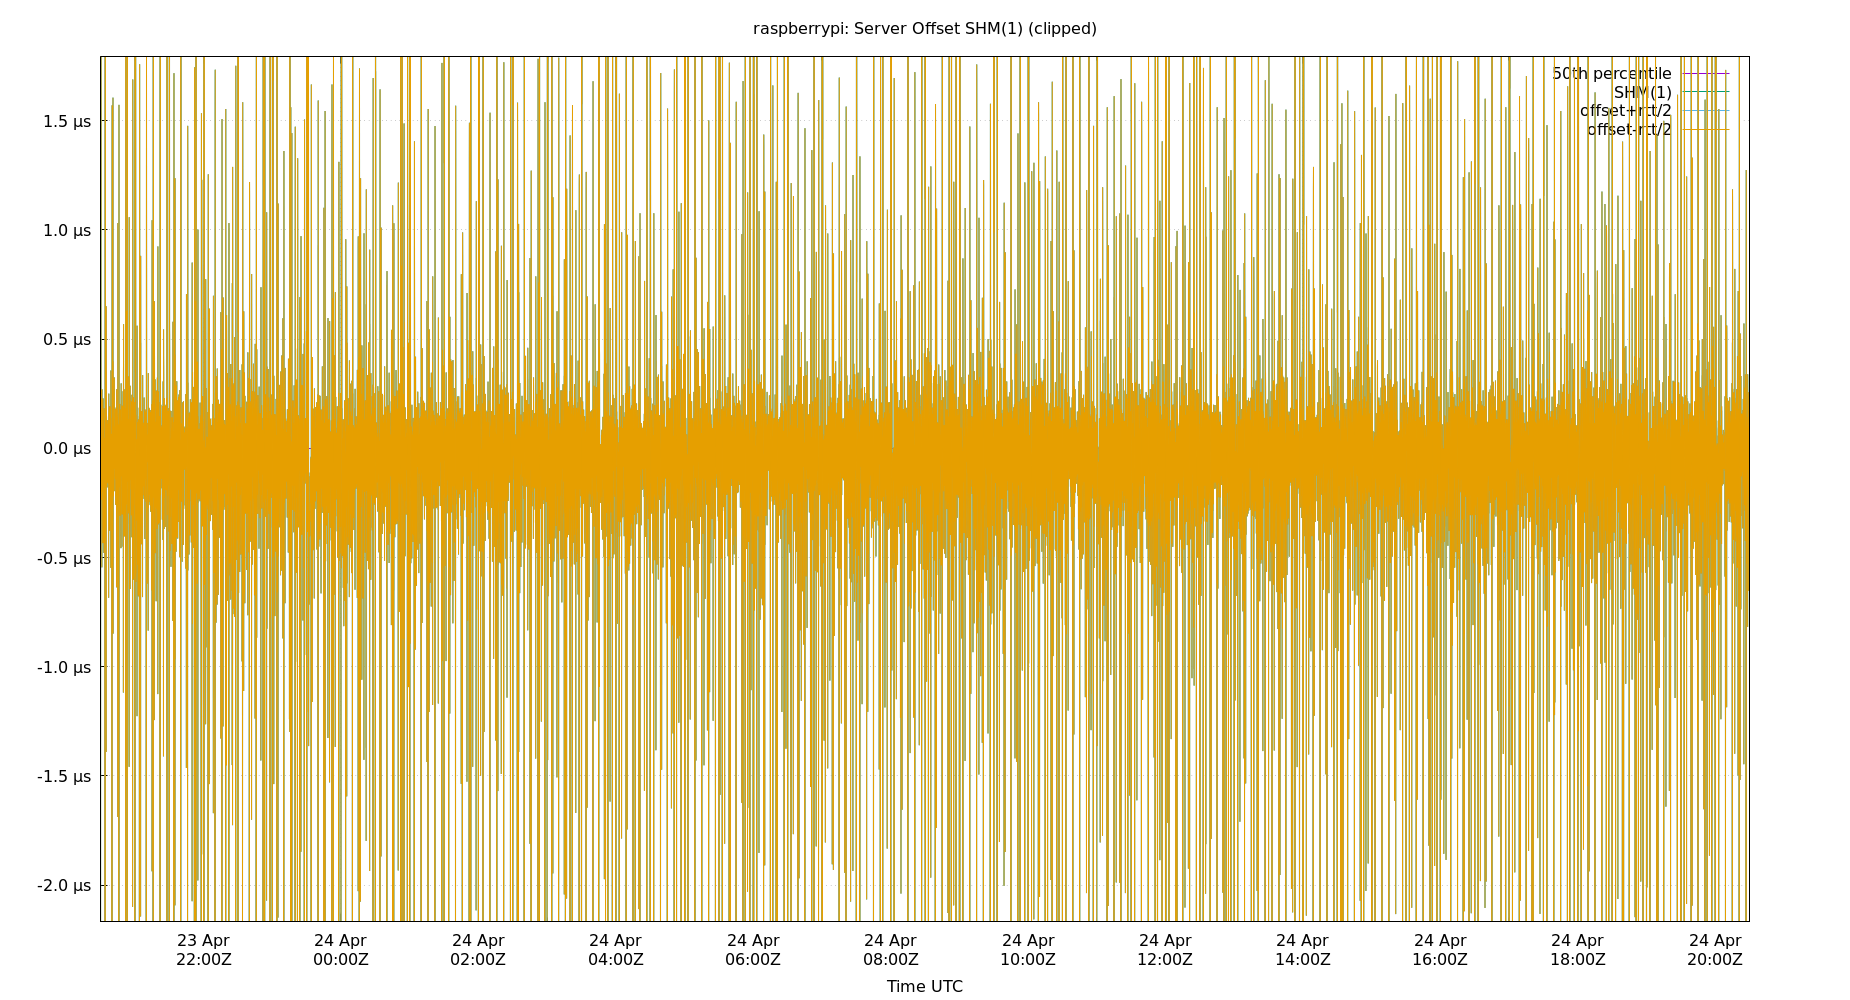 raspberrypi: Server Offset SHM(1) (clipped)
50th percentile
SHM(1)
offset+rtt/2
offset-rtt/2
1.5 µs
1.0 µs
0.5 µs
0.0 µs
-0.5 µs
-1.0 µs
-1.5 µs
-2.0 µs
23 Apr 24 Apr 24 Apr 24 Apr 24 Apr 24 Apr 24 Apr 24 Apr 24 Apr 24 Apr 24 Apr 24 Apr
22:00Z 00:00Z 02:00Z 04:00Z 06:00Z 08:00Z 10:00Z 12:00Z 14:00Z 16:00Z 18:00Z 20:00Z
Time UTC